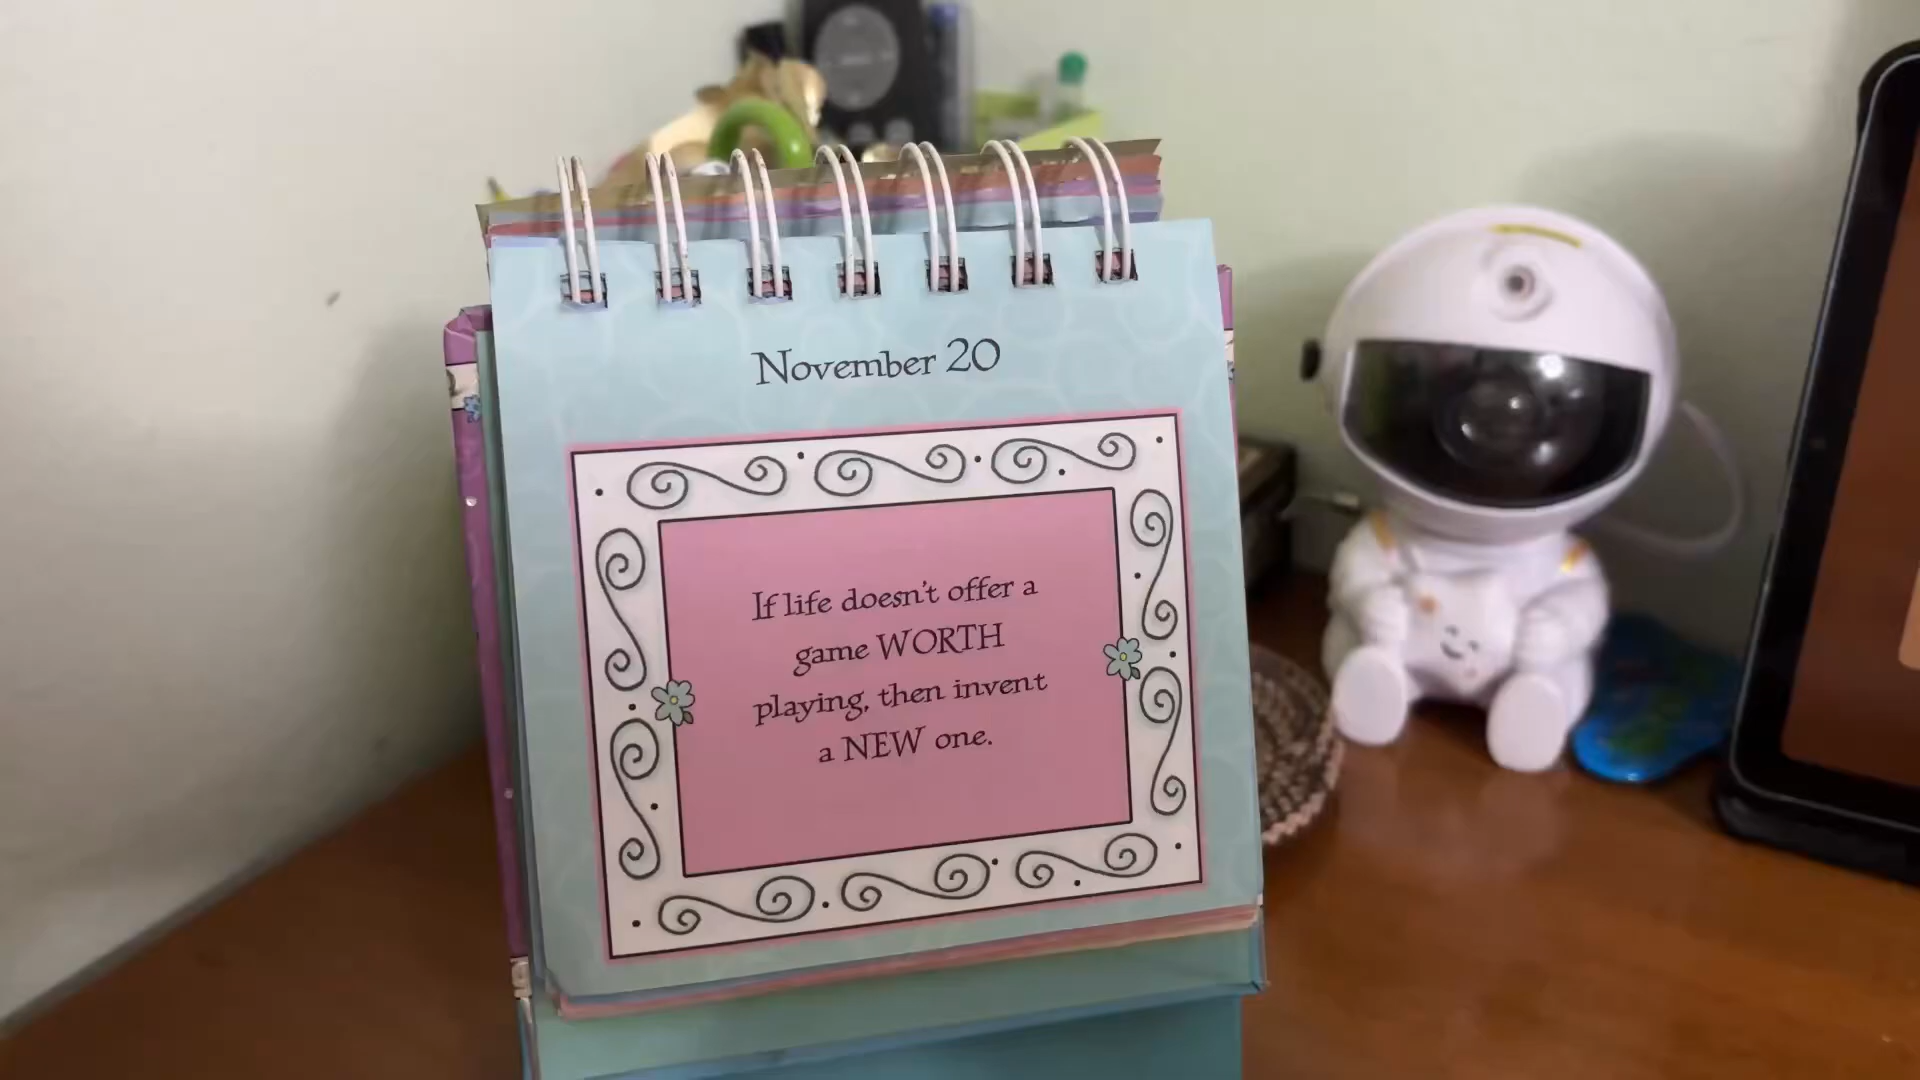 November 20
If life doesn't offer a
game WORTH
playing, then invent
a NEW one.